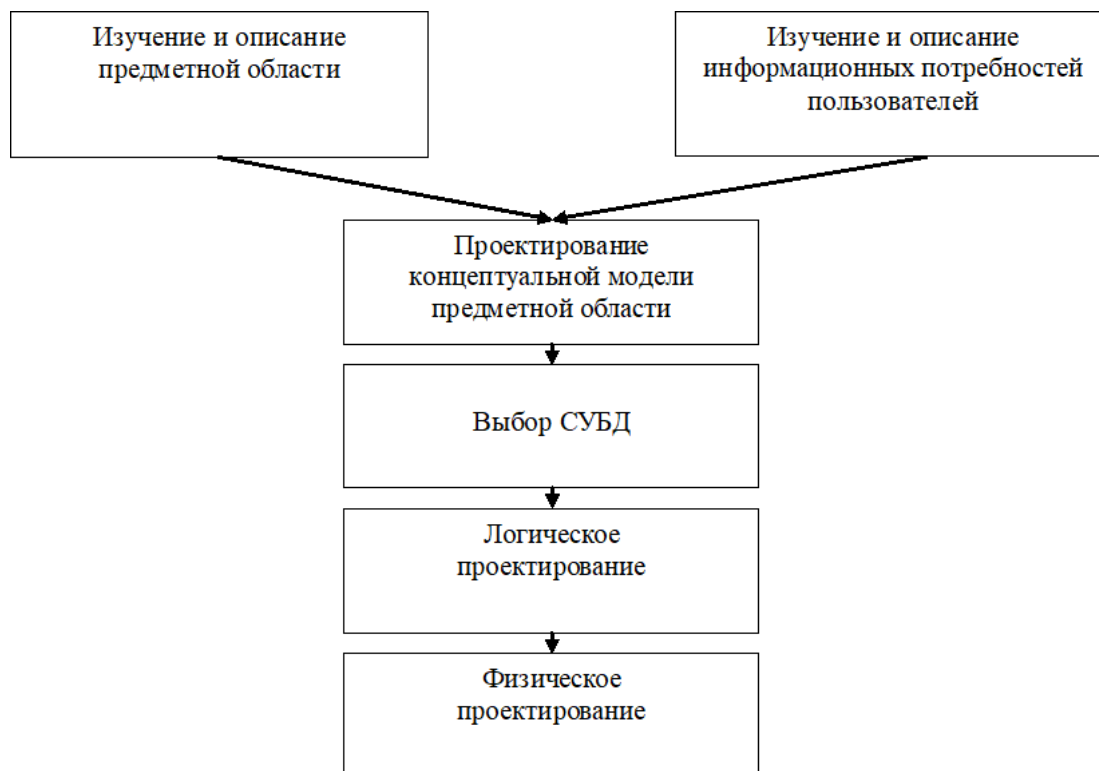 Изучение и описание
предметной области
Изучение и описание
информационных потребностей
пользователей
Проектирование
концептуальной модели
предметной области
Выбор СУБД
Логическое
проектирование
Физическое
проектирование